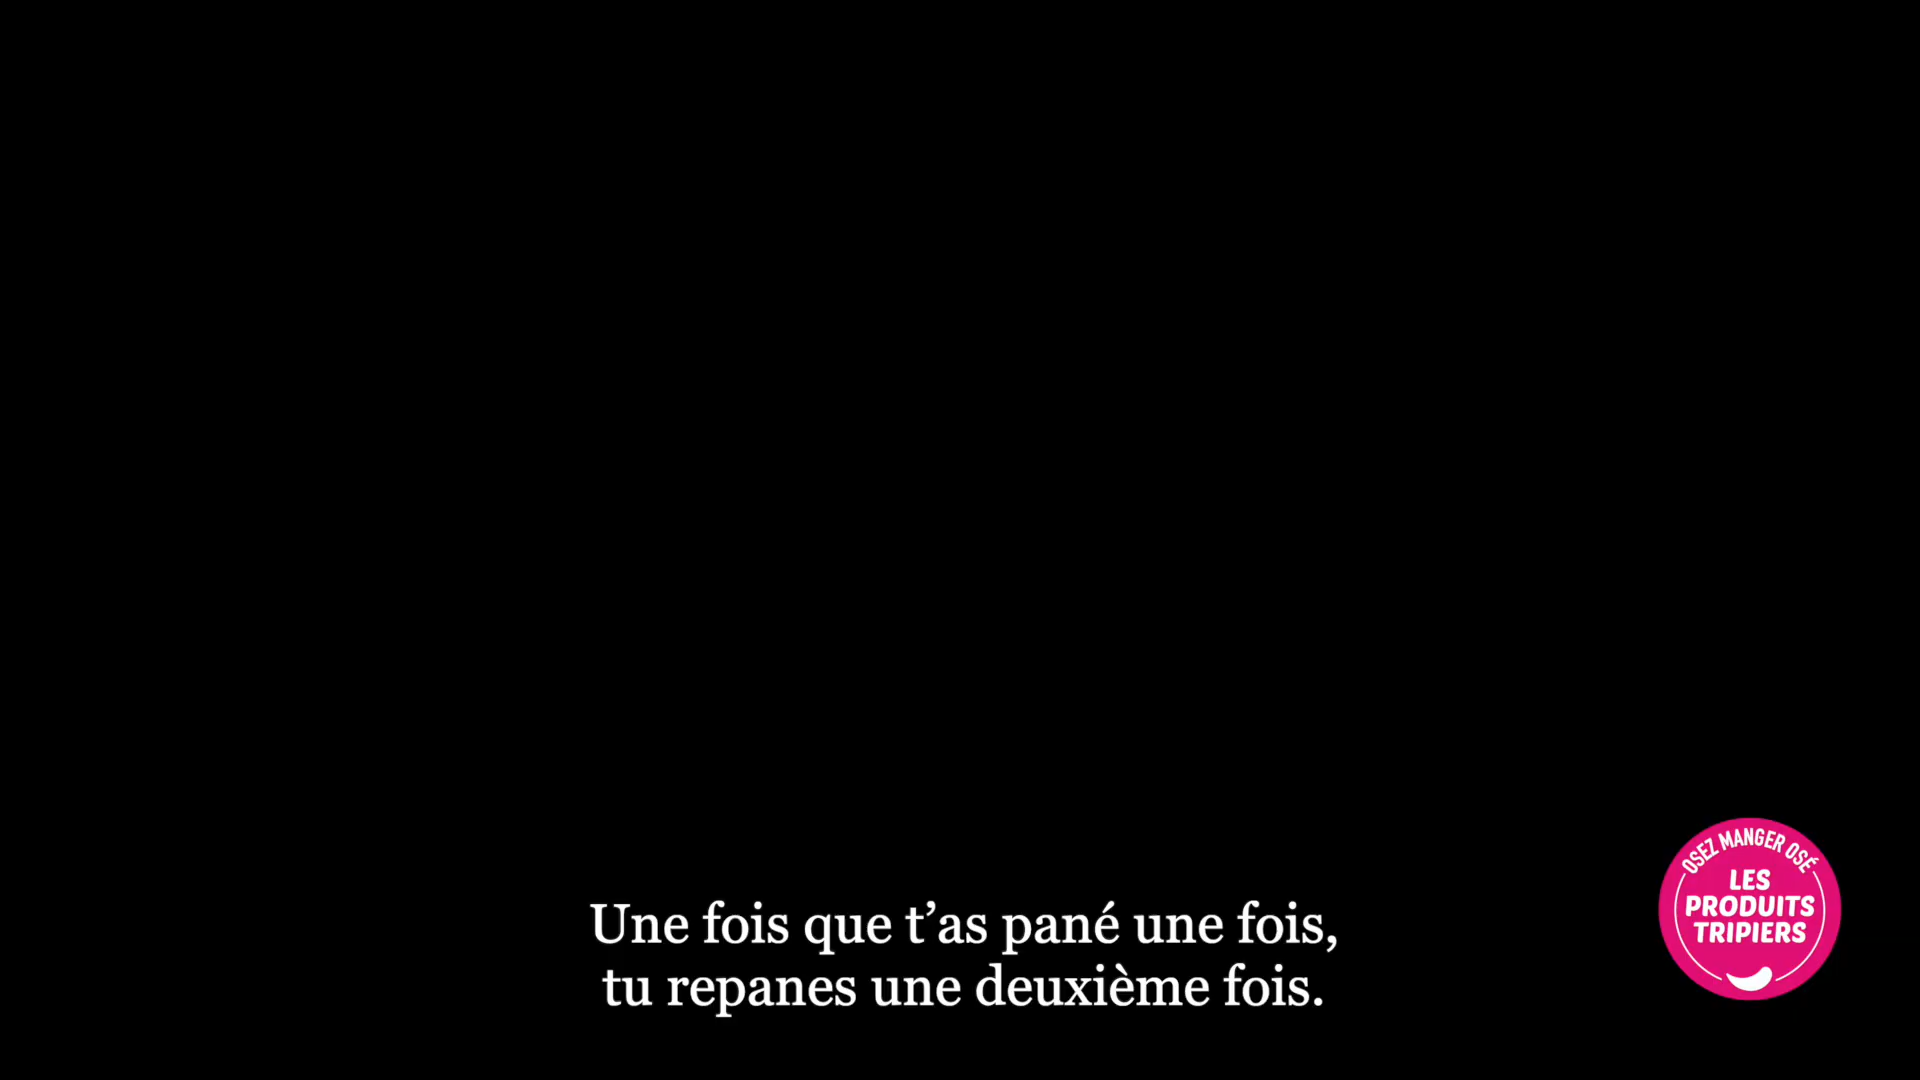 OSEZ MANGER OSÉ
LES
PRODUITS
TRIPIERS
Une fois que t’as pané une fois,
tu repanes une deuxième fois.